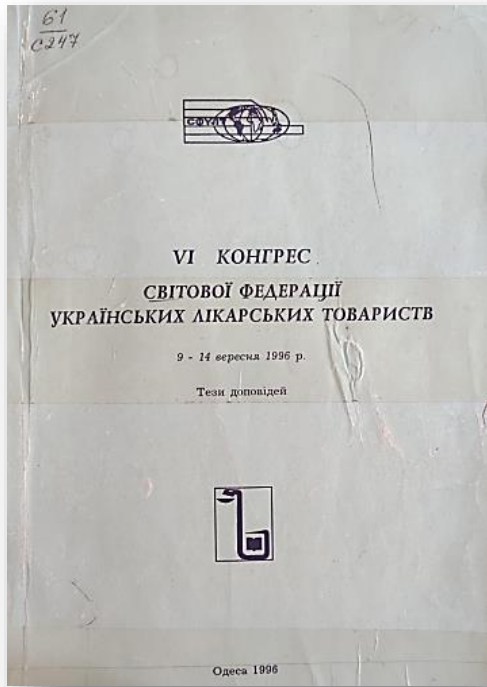 61
С247
СФУЛТ
VI КОНГРЕС
СВІТОВОЇ ФЕДЕРАЦІЇ
УКРАЇНСЬКИХ ЛІКАРСЬКИХ ТОВАРИСТВ
9 - 14 вересня 1996 р.
Тези доповідей
Одеса 1996